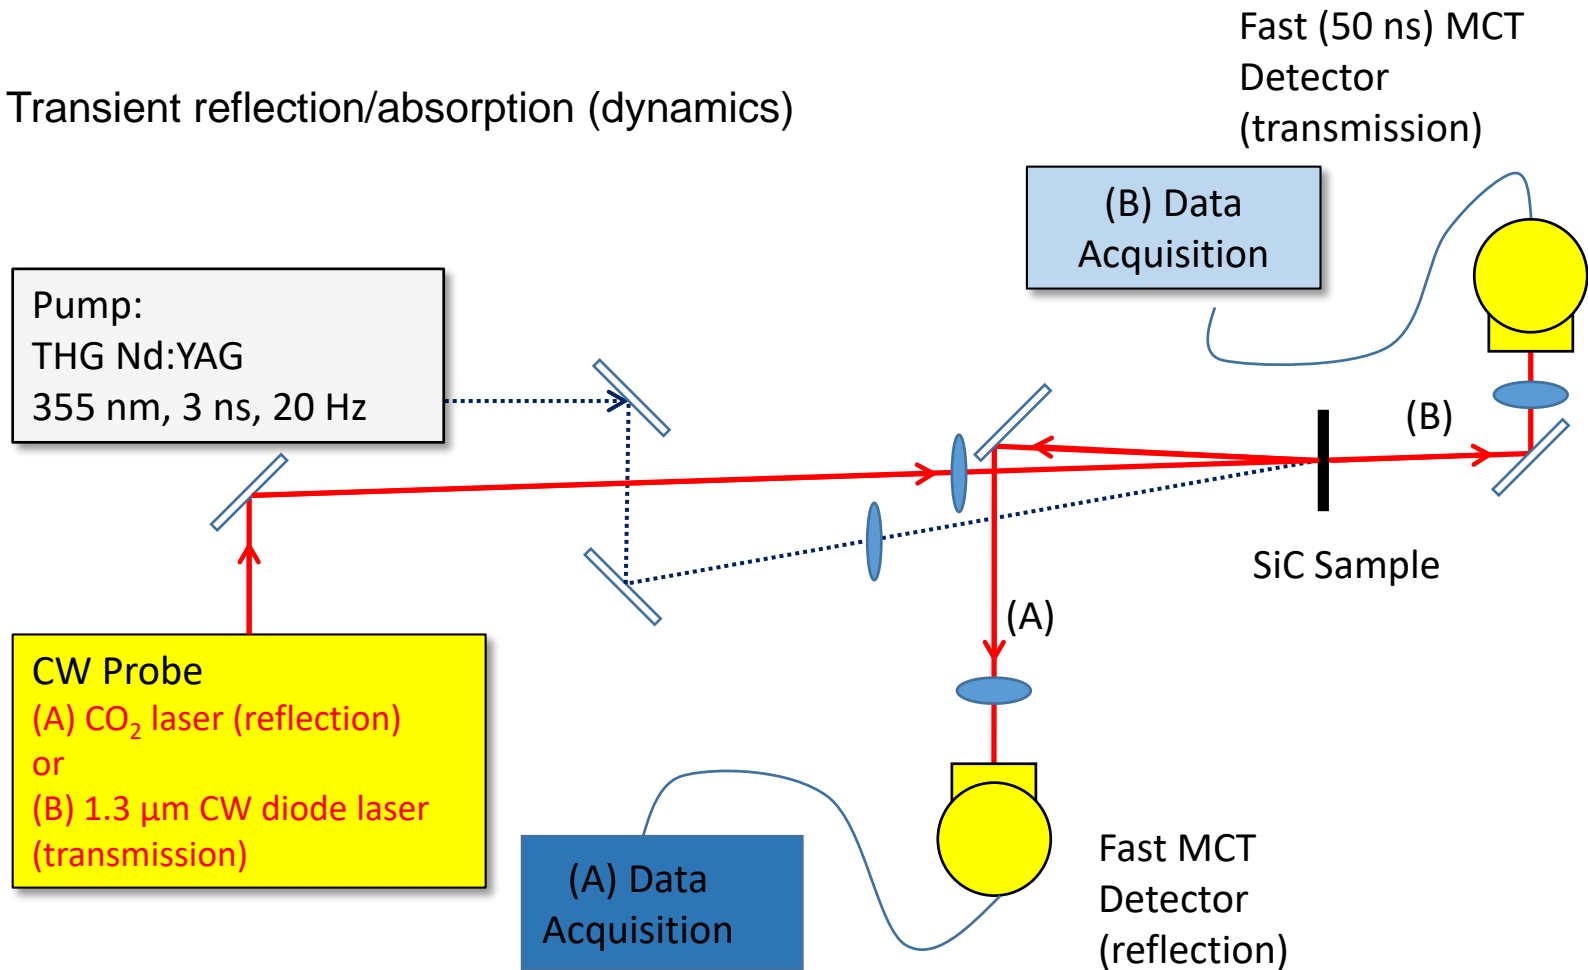 Transient reflection/absorption (dynamics)
Fast (50 ns) MCT
Detector
(transmission)
(B) Data
Acquisition
Pump:
THG Nd:YAG
355 nm, 3 ns, 20 Hz
(B)
SiC Sample
(A)
CW Probe
(A) CO₂ laser (reflection)
or
(B) 1.3 µm CW diode laser
(transmission)
(A) Data
Acquisition
Fast MCT
Detector
(reflection)